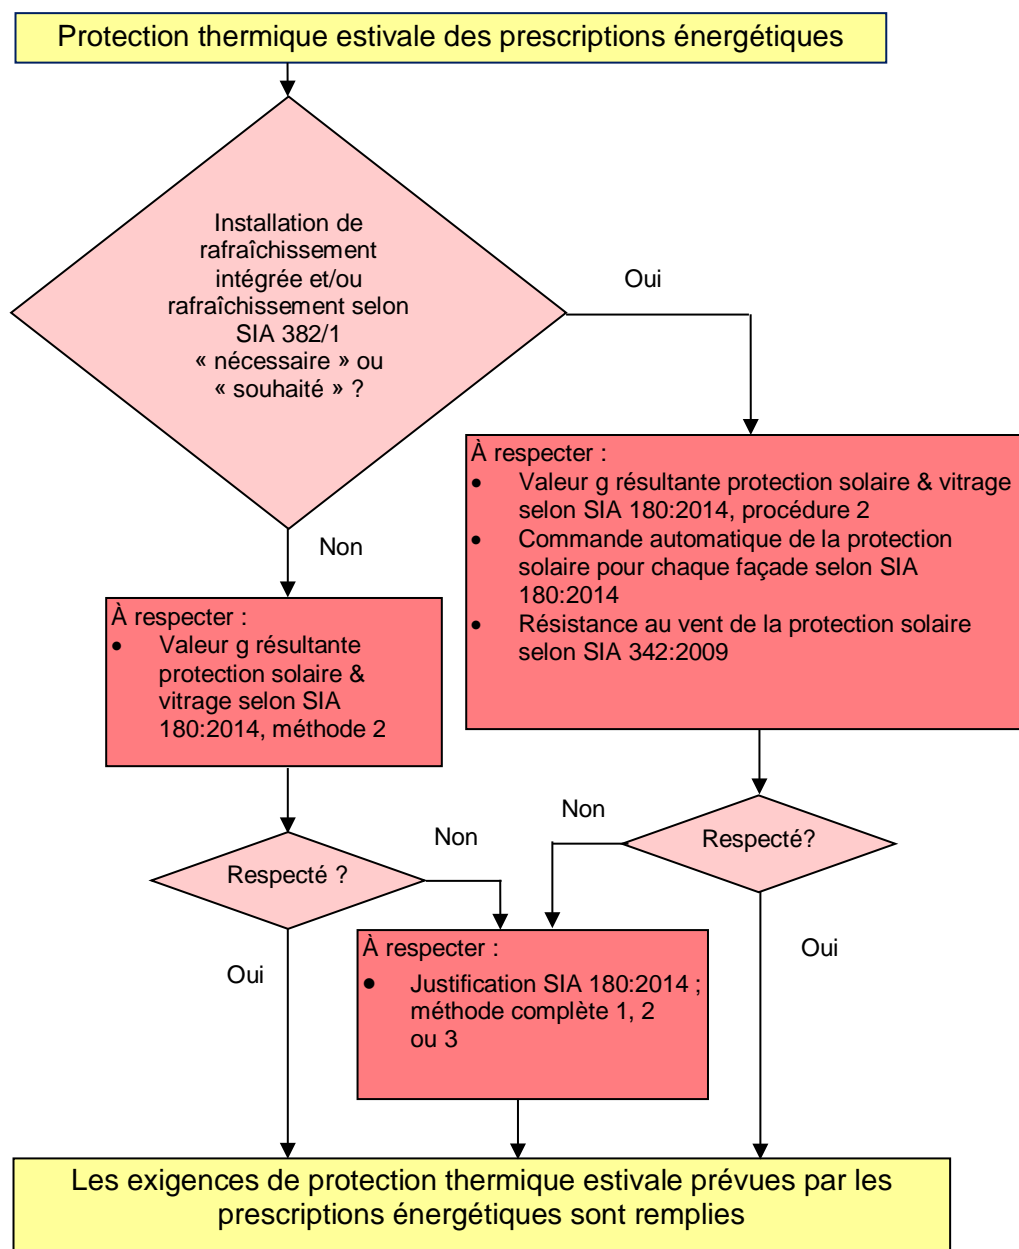 Protection thermique estivale des prescriptions énergétiques
Installation de
rafraîchissement
intégrée et/ou
rafraîchissement selon
SIA 382/1
« nécessaire » ou
« souhaité » ?
Oui
Non
À respecter :
• Valeur g résultante protection solaire & vitrage
selon SIA 180:2014, procédure 2
• Commande automatique de la protection
solaire pour chaque façade selon SIA
180:2014
• Résistance au vent de la protection solaire
selon SIA 342:2009
À respecter :
• Valeur g résultante
protection solaire &
vitrage selon SIA
180:2014, méthode 2
Respecté ?
Non
Non
Respecté?
Oui
À respecter :
• Justification SIA 180:2014 ;
méthode complète 1, 2
ou 3
Oui
Les exigences de protection thermique estivale prévues par les
prescriptions énergétiques sont remplies